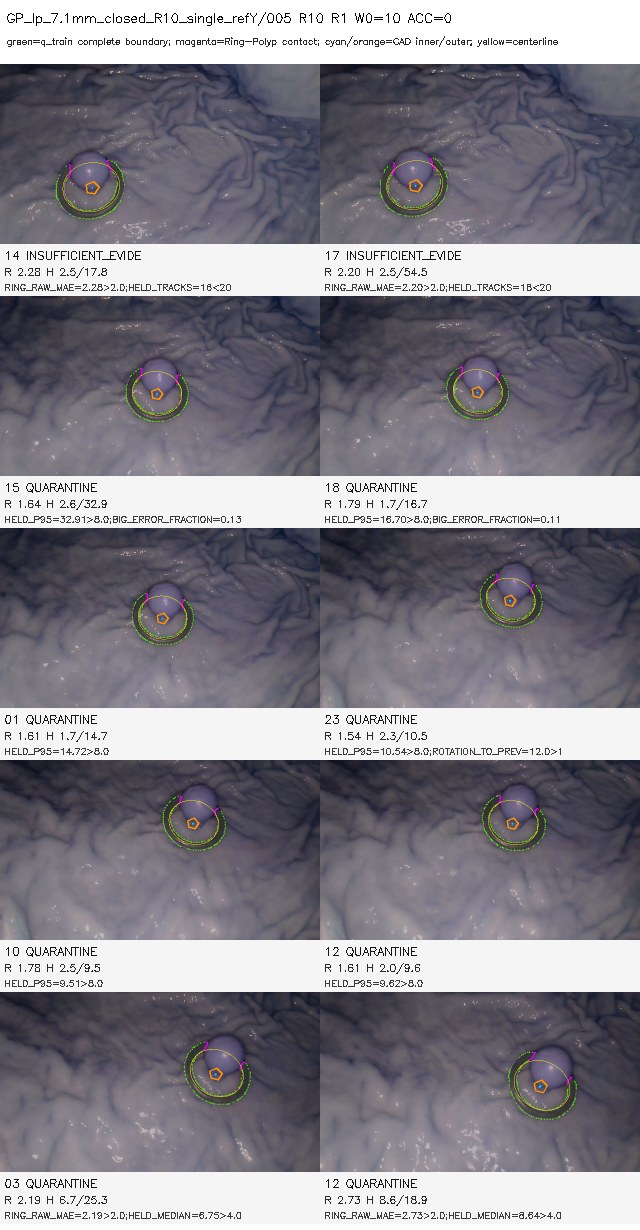 GP_Ip_7.1mm_closed_R10_single_refY/005 R10 R1 W0=10 ACC=0
green=q_train complete boundary; magenta=Ring-Polyp contact; cyan/orange=CAD inner/outer; yellow=centerline
14 INSUFFICIENT_EVIDE
R 2.28 H 2.5/17.8
RING_RAW_MAE=2.28>2.0;HELD_TRACKS=16<20
17 INSUFFICIENT_EVIDE
R 2.20 H 2.5/54.5
RING_RAW_MAE=2.20>2.0;HELD_TRACKS=18<20
15 QUARANTINE
R 1.64 H 2.6/32.9
HELD_P95=32.91>8.0;BIG_ERROR_FRACTION=0.13
18 QUARANTINE
R 1.79 H 1.7/16.7
HELD_P95=16.70>8.0;BIG_ERROR_FRACTION=0.11
01 QUARANTINE
R 1.61 H 1.7/14.7
HELD_P95=14.72>8.0
23 QUARANTINE
R 1.54 H 2.3/10.5
HELD_P95=10.54>8.0;ROTATION_TO_PREV=12.0>1
10 QUARANTINE
R 1.78 H 2.5/9.5
HELD_P95=9.51>8.0
12 QUARANTINE
R 1.61 H 2.0/9.6
HELD_P95=9.62>8.0
03 QUARANTINE
R 2.19 H 6.7/25.3
RING_RAW_MAE=2.19>2.0;HELD_MEDIAN=6.75>4.0
12 QUARANTINE
R 2.73 H 8.6/18.9
RING_RAW_MAE=2.73>2.0;HELD_MEDIAN=8.64>4.0